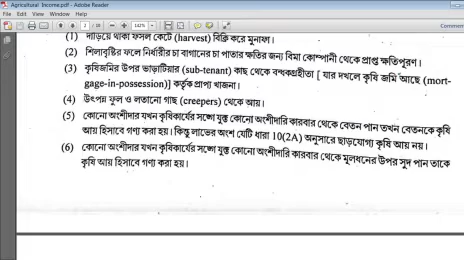 Agricultural Income.pdf - Adobe Reader
File Edit View Window Help
2 142%
Comment
(1) দাঁড়িয়ে থাকা ফসল কেটে (harvest) বিক্রি করে মুনাফা।
(2) শিলাবৃষ্টির ফলে নির্ধারীর চা বাগানের চা পাতার ক্ষতির জন্য বিমা কোম্পানী থেকে প্রাপ্ত ক্ষতিপূরণ।
(3) কৃষিজমির উপর ভাড়াটিয়ার (sub-tenant) কাছ থেকে বন্ধকগ্রহীতা [ যার দখলে কৃষি জমি আছে (mort-
gage-in-possession)] কর্তৃক প্রাপ্য খাজনা।
(4) উৎপন্ন ফুল ও লতানো গাছ (creepers) থেকে আয়।
(5) কোনো অংশীদার যখন কৃষিকার্যের সঙ্গে যুক্ত কোনো অংশীদারি কারবার থেকে বেতন পান তখন বেতনকে কৃষি
আয় হিসাবে গণ্য করা হয়। কিন্তু লাভের অংশ যেটি ধারা 10(2A) অনুসারে ছাড়যোগ্য কৃষি আয় নয়।
(6) কোনো অংশীদার যখন কৃষিকার্যের সঙ্গে যুক্ত কোনো অংশীদারি কারবার থেকে মূলধনের উপর সুদ পান তাকে
কৃষি আয় হিসাবে গণ্য করা হয়।